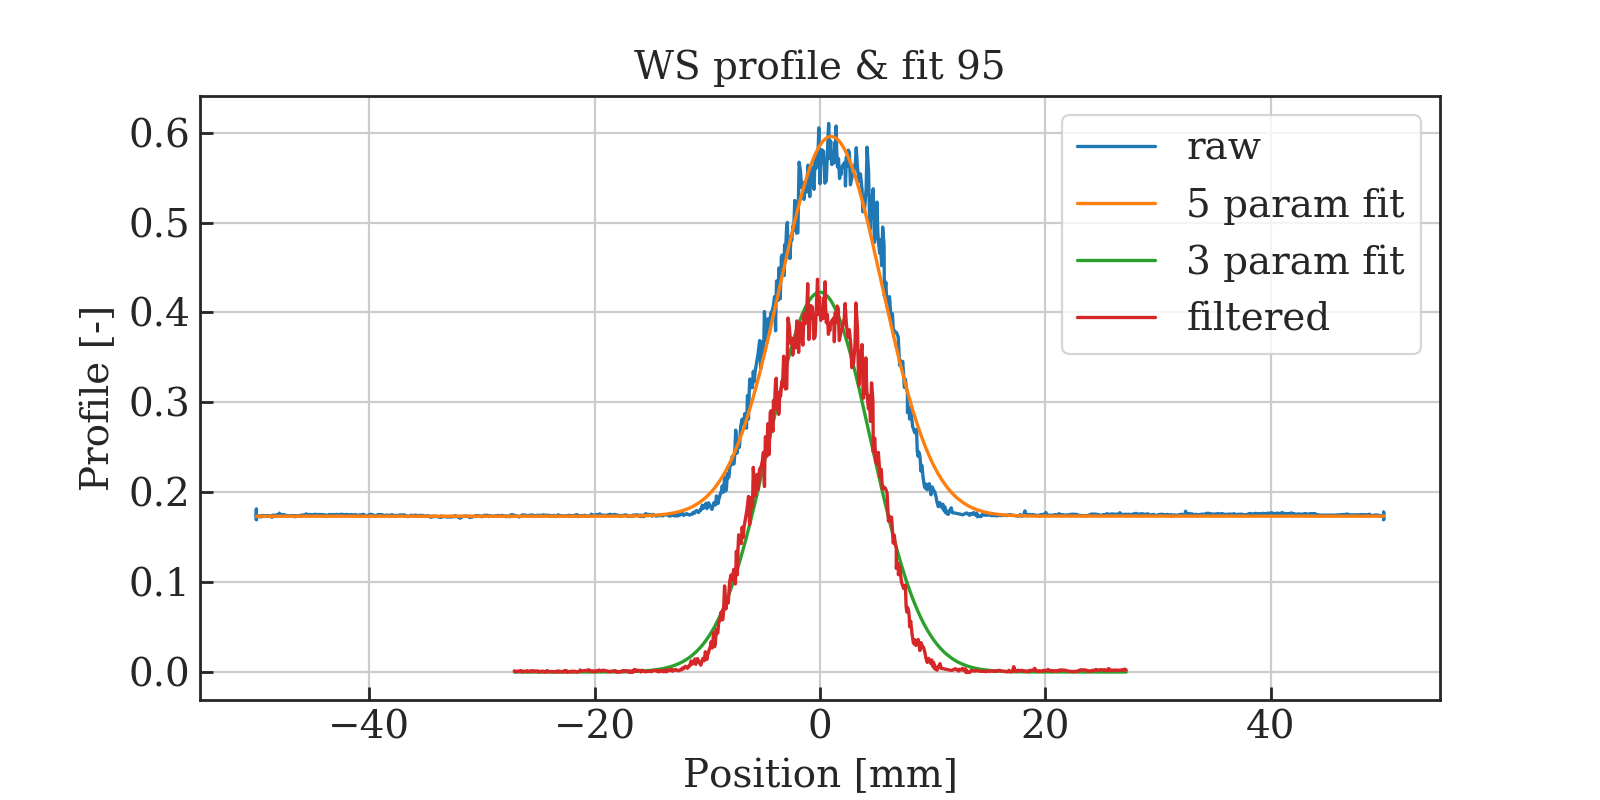 WS profile & fit 95
Profile [-]
0.6
0.5
0.4
0.3
0.2
0.1
0.0
raw
5 param fit
3 param fit
filtered
−40 −20 0 20 40
Position [mm]